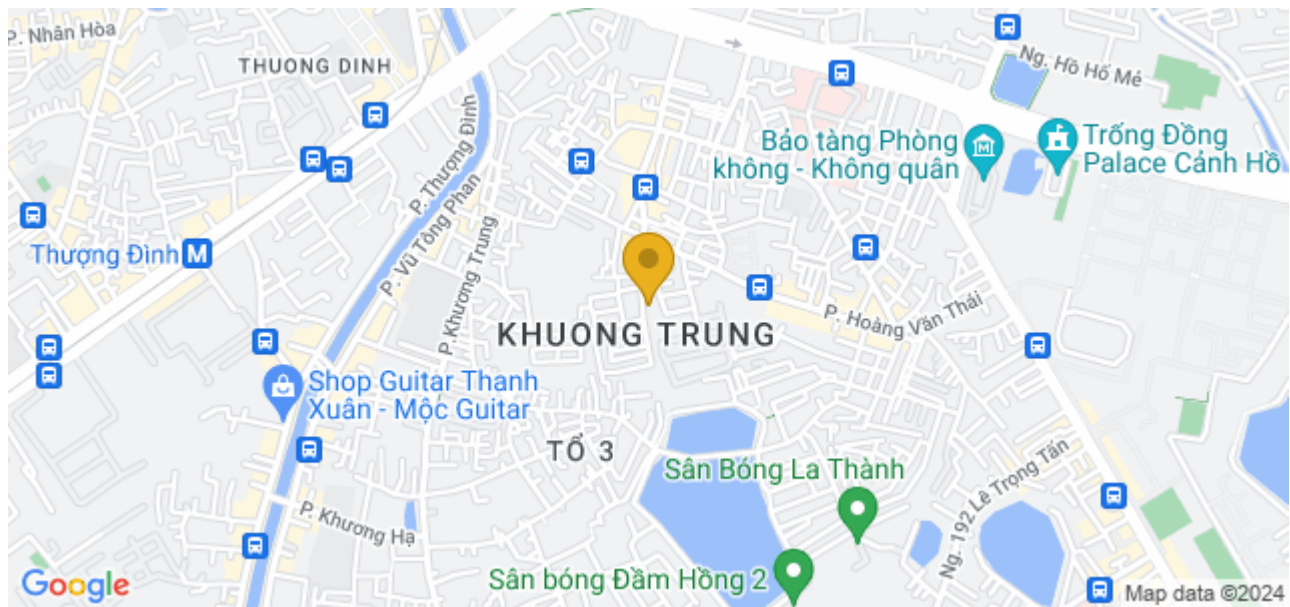 P. Nhân Hòa
THUONG DINH
Ng. Hồ Hố Mẻ
Bảo tàng Phòng
không - Không quân
Trống Đồng
Palace Cảnh Hồ
P. Thượng Đình
P. Vũ Tông Phan
P.Khương Trung
Thượng Đình
M
P. Hoàng Văn Thái
KHUONG TRUNG
Shop Guitar Thanh
Xuân - Mộc Guitar
TỔ 3
Sân Bóng La Thành
Ng. 192 Lê Trọng Tấn
P. Khương Hạ
Sân bóng Đầm Hồng 2
Google
Map data ©2024